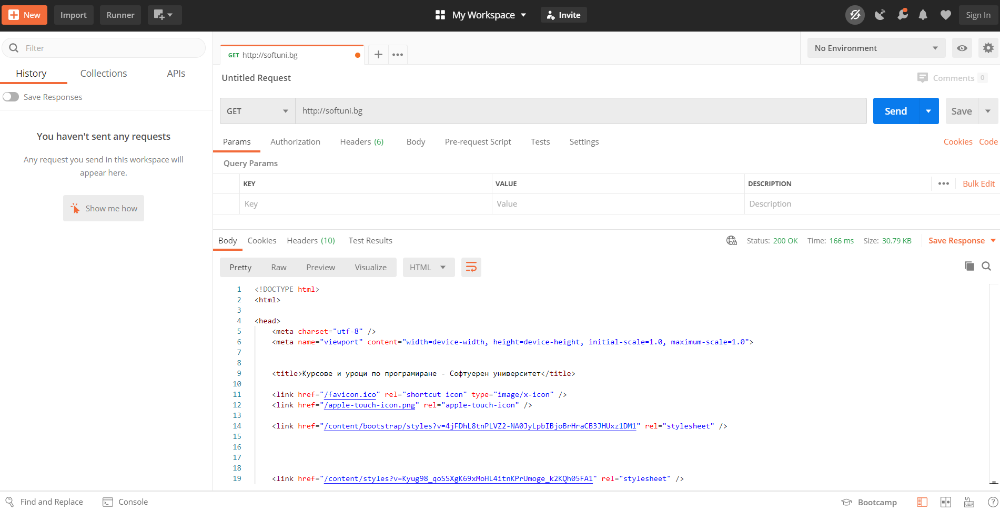 New Import Runner My Workspace Invite Sign In
Filter
GET http://softuni.bg
No Environment
History Collections APIs
Untitled Request
Comments 0
Save Responses
GET http://softuni.bg Send Save
You haven't sent any requests
Any request you send in this workspace will
appear here.
Show me how
Params Authorization Headers (6) Body Pre-request Script Tests Settings Cookies Code
Query Params
KEY VALUE DESCRIPTION Bulk Edit
Key Value Description
Body Cookies Headers (10) Test Results Status: 200 OK Time: 166 ms Size: 30.79 KB Save Response
Pretty Raw Preview Visualize HTML
1 <!DOCTYPE html>
2 <html>
3
4 <head>
5 <meta charset="utf-8" />
6 <meta name="viewport" content="width=device-width, height=device-height, initial-scale=1.0, maximum-scale=1.0">
7
8
9 <title>Курсове и уроци по програмиране - Софтуерен университет</title>
10
11 <link href="/favicon.ico" rel="shortcut icon" type="image/x-icon" />
12 <link href="/apple-touch-icon.png" rel="apple-touch-icon" />
13
14 <link href="/content/bootstrap/styles?v=4jFDhL8tnPLVZ2-NA0JyLpbIBjoBrHraCB3JHUxz1DM1" rel="stylesheet" />
15
16
17
18
19 <link href="/content/styles?v=Kyug98_qoSSXgK69xMoHL4itnKPrUmoge_k2KQh05FA1" rel="stylesheet" />
Find and Replace Console Bootcamp